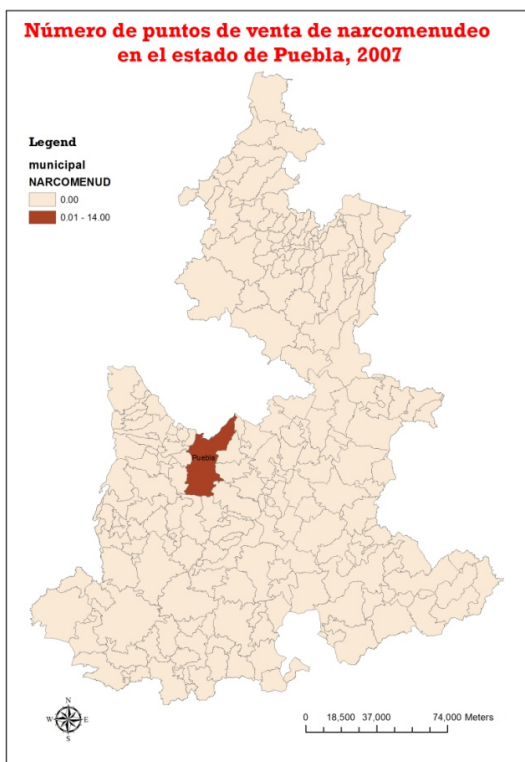 Número de puntos de venta de narcomenudeo
en el estado de Puebla, 2007
Legend
municipal
NARCOMENUD
0.00
0.01 - 14.00
Puebla
N
W E
S
0 18,500 37,000 74,000 Meters